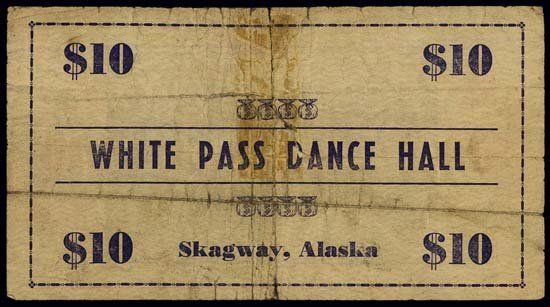 $10 $10
WHITE PASS DANCE HALL
$10 Skagway, Alaska $10